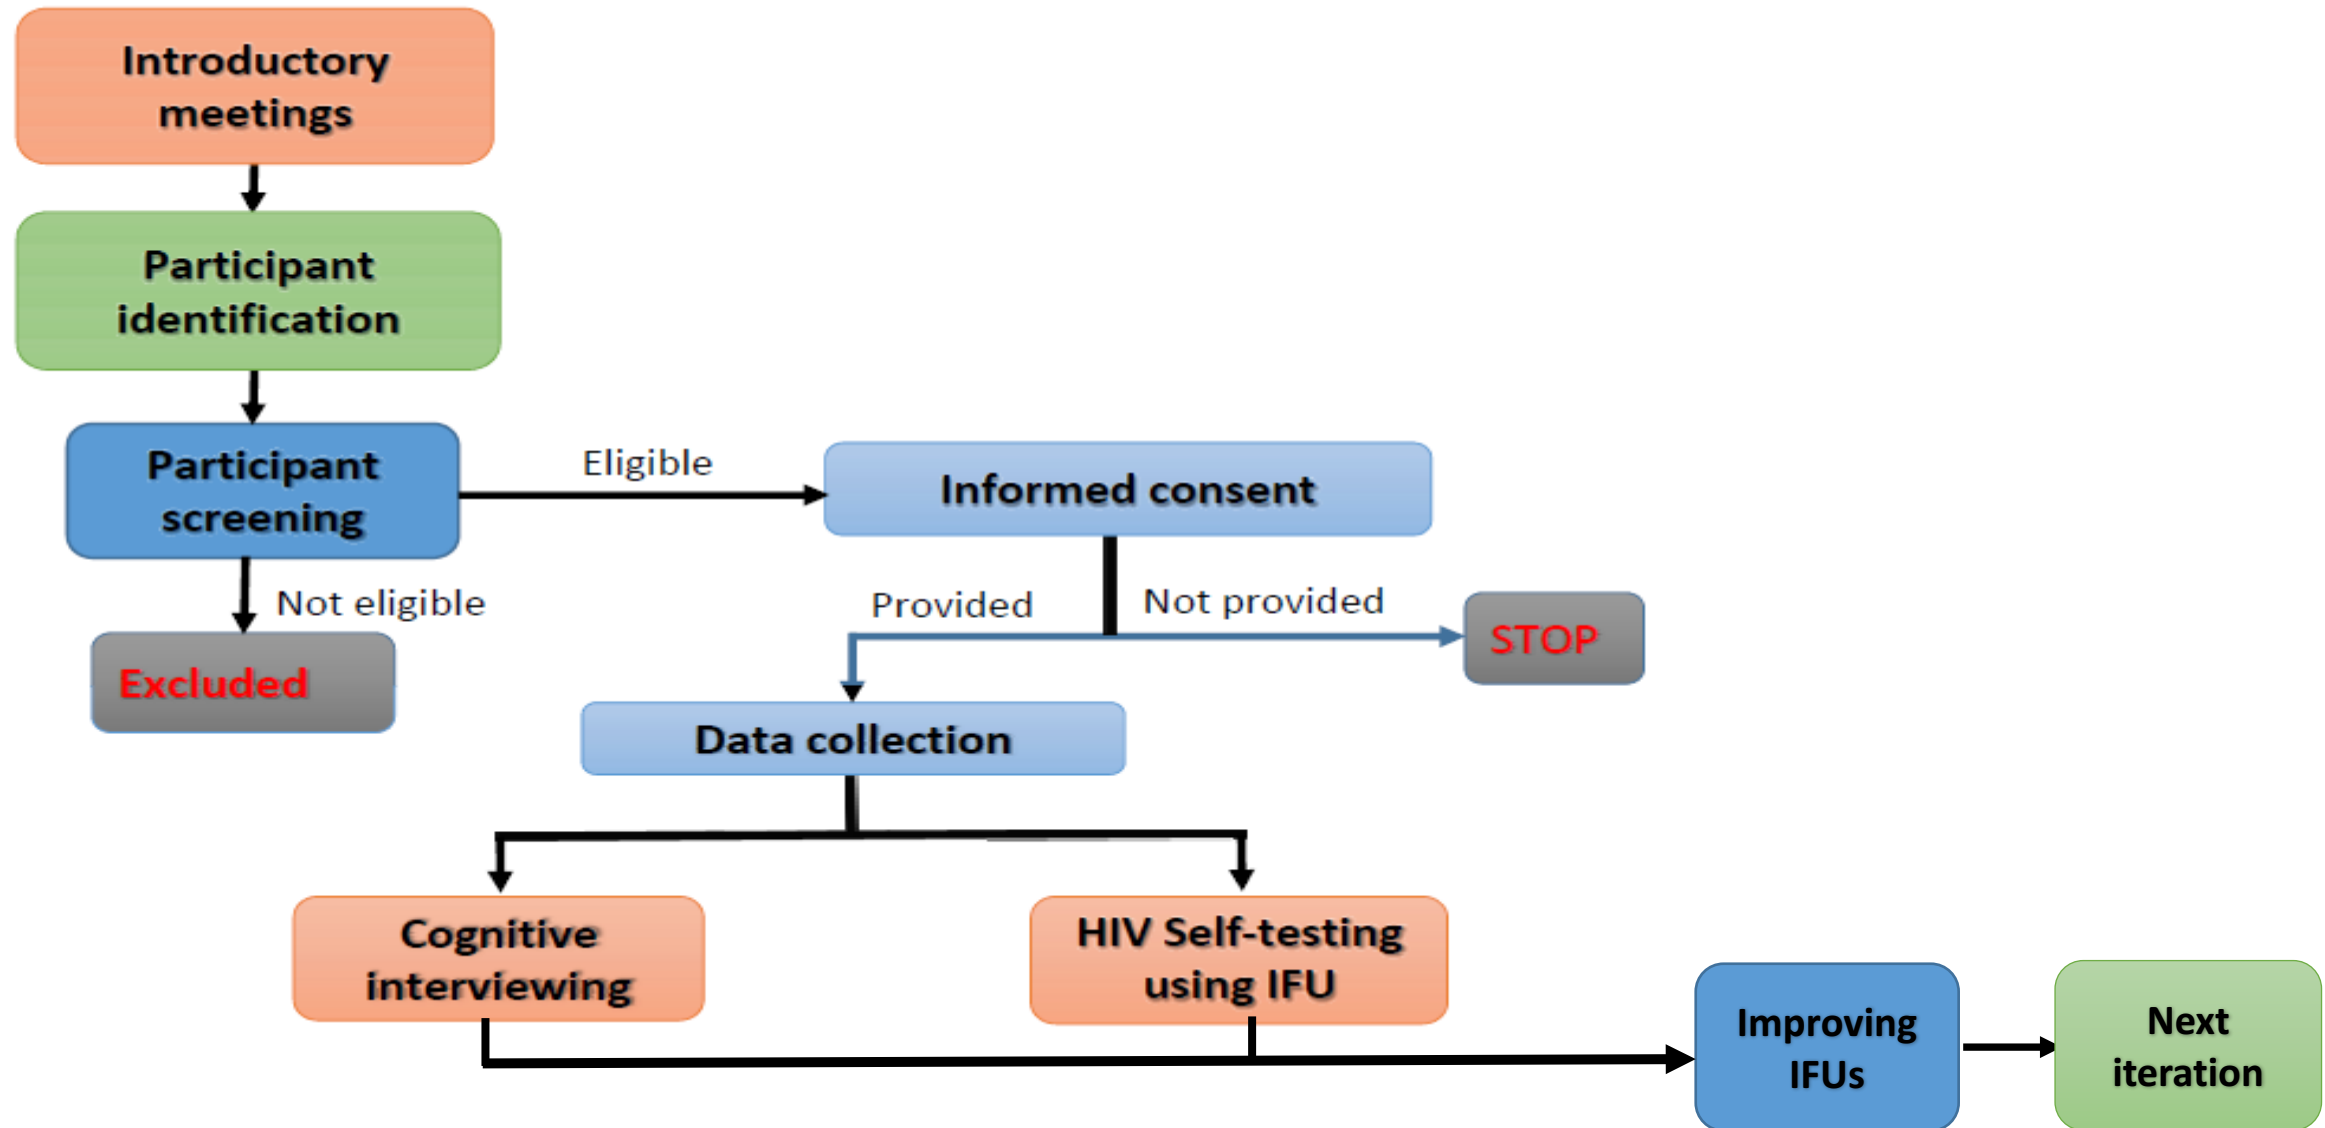 Introductory
meetings
Participant
identification
Participant
screening
Eligible
Informed consent
Not eligible
Excluded
Provided
Not provided
STOP
Data collection
Cognitive
interviewing
HIV Self-testing
using IFU
Improving
IFUs
Next
iteration